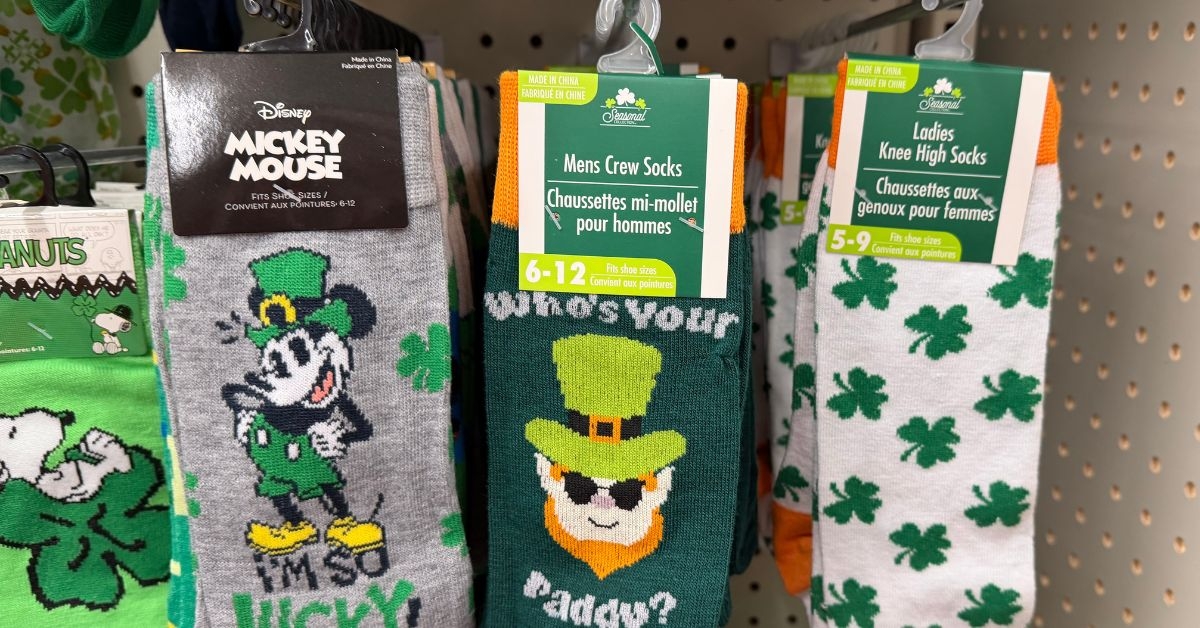 PEANUTS
Made in China
Fabriqué en Chine
Disney
MICKEY
MOUSE
FITS SHOE SIZES /
CONVIENT AUX POINTURES: 6-12
I'M SO
LUCKY!
MADE IN CHINA
FABRIQUÉ EN CHINE
Seasonal
COLLECTION
Mens Crew Socks
Chaussettes mi-mollet
pour hommes
6-12 Fits shoe sizes
Convient aux pointures
WHO'S YOUR
Paddy?
MADE IN CHINA
FABRIQUÉ EN CHINE
Seasonal
COLLECTION
Ladies
Knee High Socks
Chaussettes aux
genoux pour femmes
5-9 Fits shoe sizes
Convient aux pointures